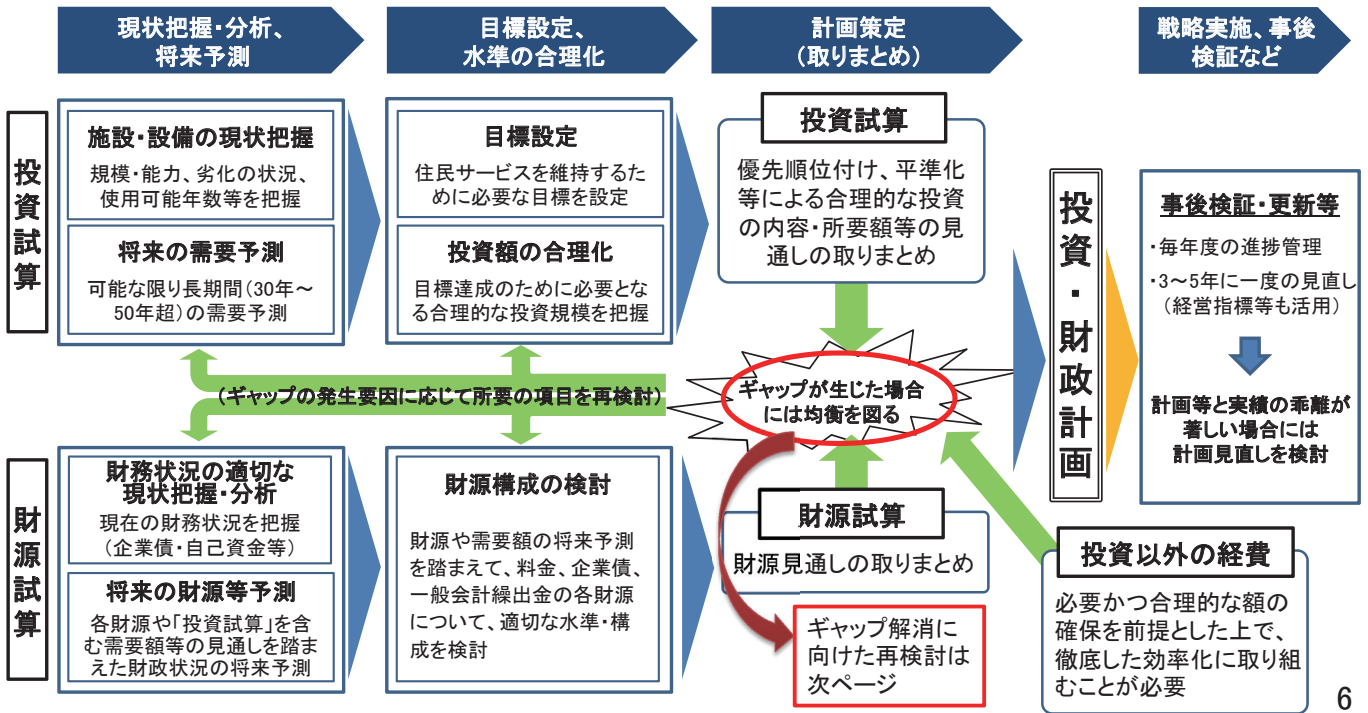 現状把握・分析、
将来予測
目標設定、
水準の合理化
計画策定
(取りまとめ)
戦略実施、事後
検証など
投資試算
施設・設備の現状把握
規模・能力、劣化の状況、
使用可能年数等を把握
将来の需要予測
可能な限り長期間(30年～
50年超)の需要予測
目標設定
住民サービスを維持するた
めに必要な目標を設定
投資額の合理化
目標達成のために必要とな
る合理的な投資規模を把握
投資試算
優先順位付け、平準化
等による合理的な投資
の内容・所要額等の見
通しの取りまとめ
(ギャップの発生要因に応じて所要の項目を再検討)
ギャップが生じた場合
には均衡を図る
財源試算
財務状況の適切な
現状把握・分析
現在の財務状況を把握
(企業債・自己資金等)
将来の財源等予測
各財源や「投資試算」を含
む需要額等の見通しを踏ま
えた財政状況の将来予測
財源構成の検討
財源や需要額の将来予測
を踏まえて、料金、企業債、
一般会計繰出金の各財源
について、適切な水準・構
成を検討
財源試算
財源見通しの取りまとめ
ギャップ解消に
向けた再検討は
次ページ
投資・財政計画
事後検証・更新等
・毎年度の進捗管理
・3～5年に一度の見直し
(経営指標等も活用)
計画等と実績の乖離が
著しい場合には
計画見直しを検討
投資以外の経費
必要かつ合理的な額の
確保を前提とした上で、
徹底した効率化に取り組
むことが必要
6